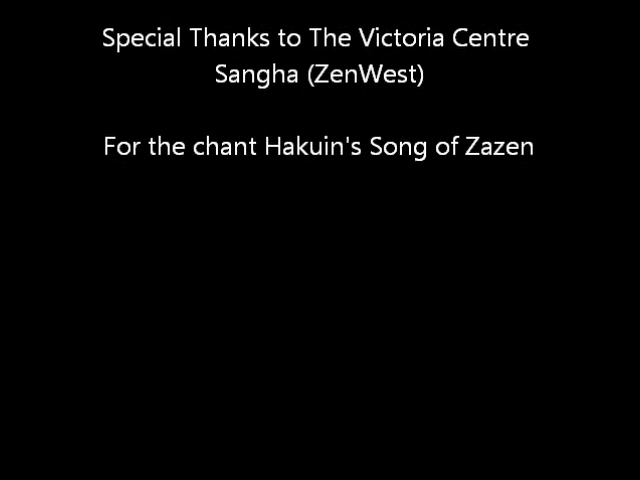 Special Thanks to The Victoria Centre
Sangha (ZenWest)
For the chant Hakuin's Song of Zazen